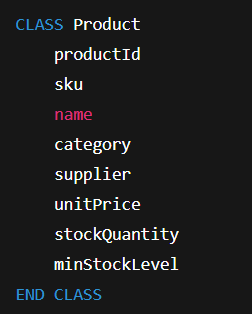 CLASS Product
    productId
    sku
    name
    category
    supplier
    unitPrice
    stockQuantity
    minStockLevel
END CLASS